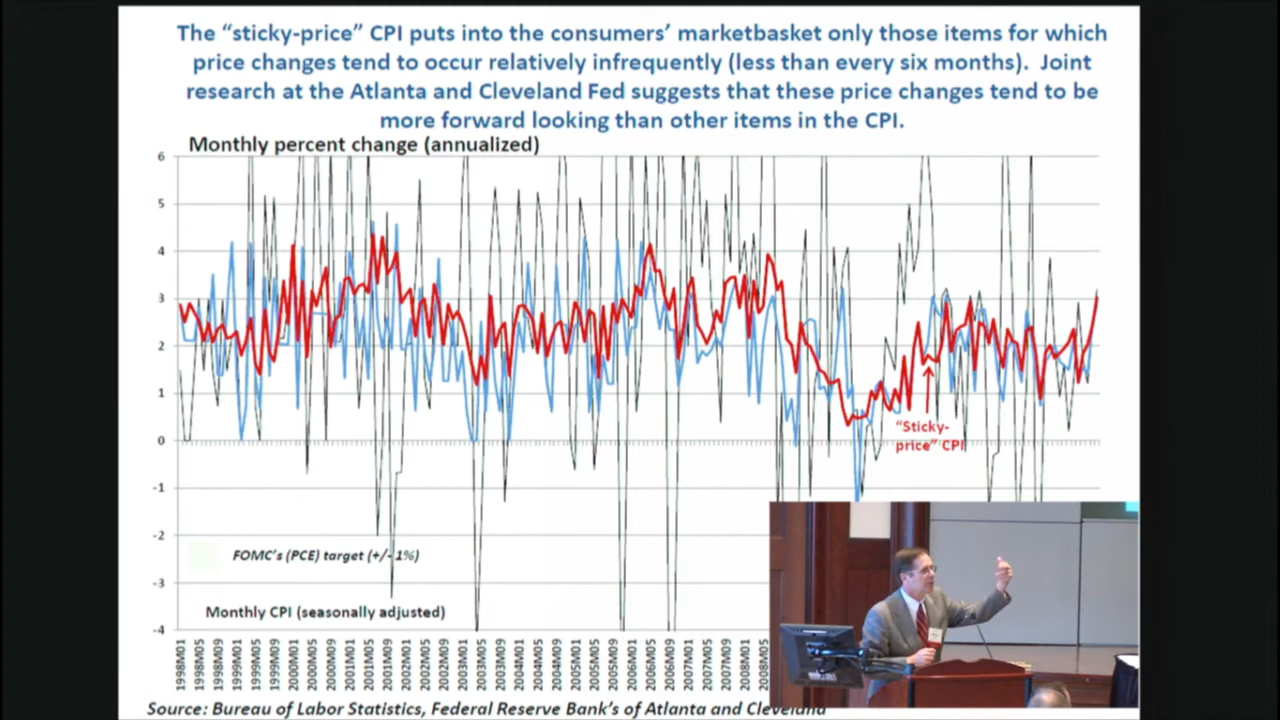 The “sticky-price” CPI puts into the consumers’ marketbasket only those items for which
price changes tend to occur relatively infrequently (less than every six months).  Joint
research at the Atlanta and Cleveland Fed suggests that these price changes tend to be
more forward looking than other items in the CPI.
Monthly percent change (annualized)
6
5
4
3
2
1
0
-1
-2
-3
-4
“Sticky-
price” CPI
FOMC’s (PCE) target (+/- 1%)
Monthly CPI (seasonally adjusted)
1998M01
1998M05
1998M09
1999M01
1999M05
1999M09
2000M01
2000M05
2000M09
2001M01
2001M05
2001M09
2002M01
2002M05
2002M09
2003M01
2003M05
2003M09
2004M01
2004M05
2004M09
2005M01
2005M05
2005M09
2006M01
2006M05
2006M09
2007M01
2007M05
2007M09
2008M01
2008M05
Source: Bureau of Labor Statistics, Federal Reserve Bank’s of Atlanta and Cleveland